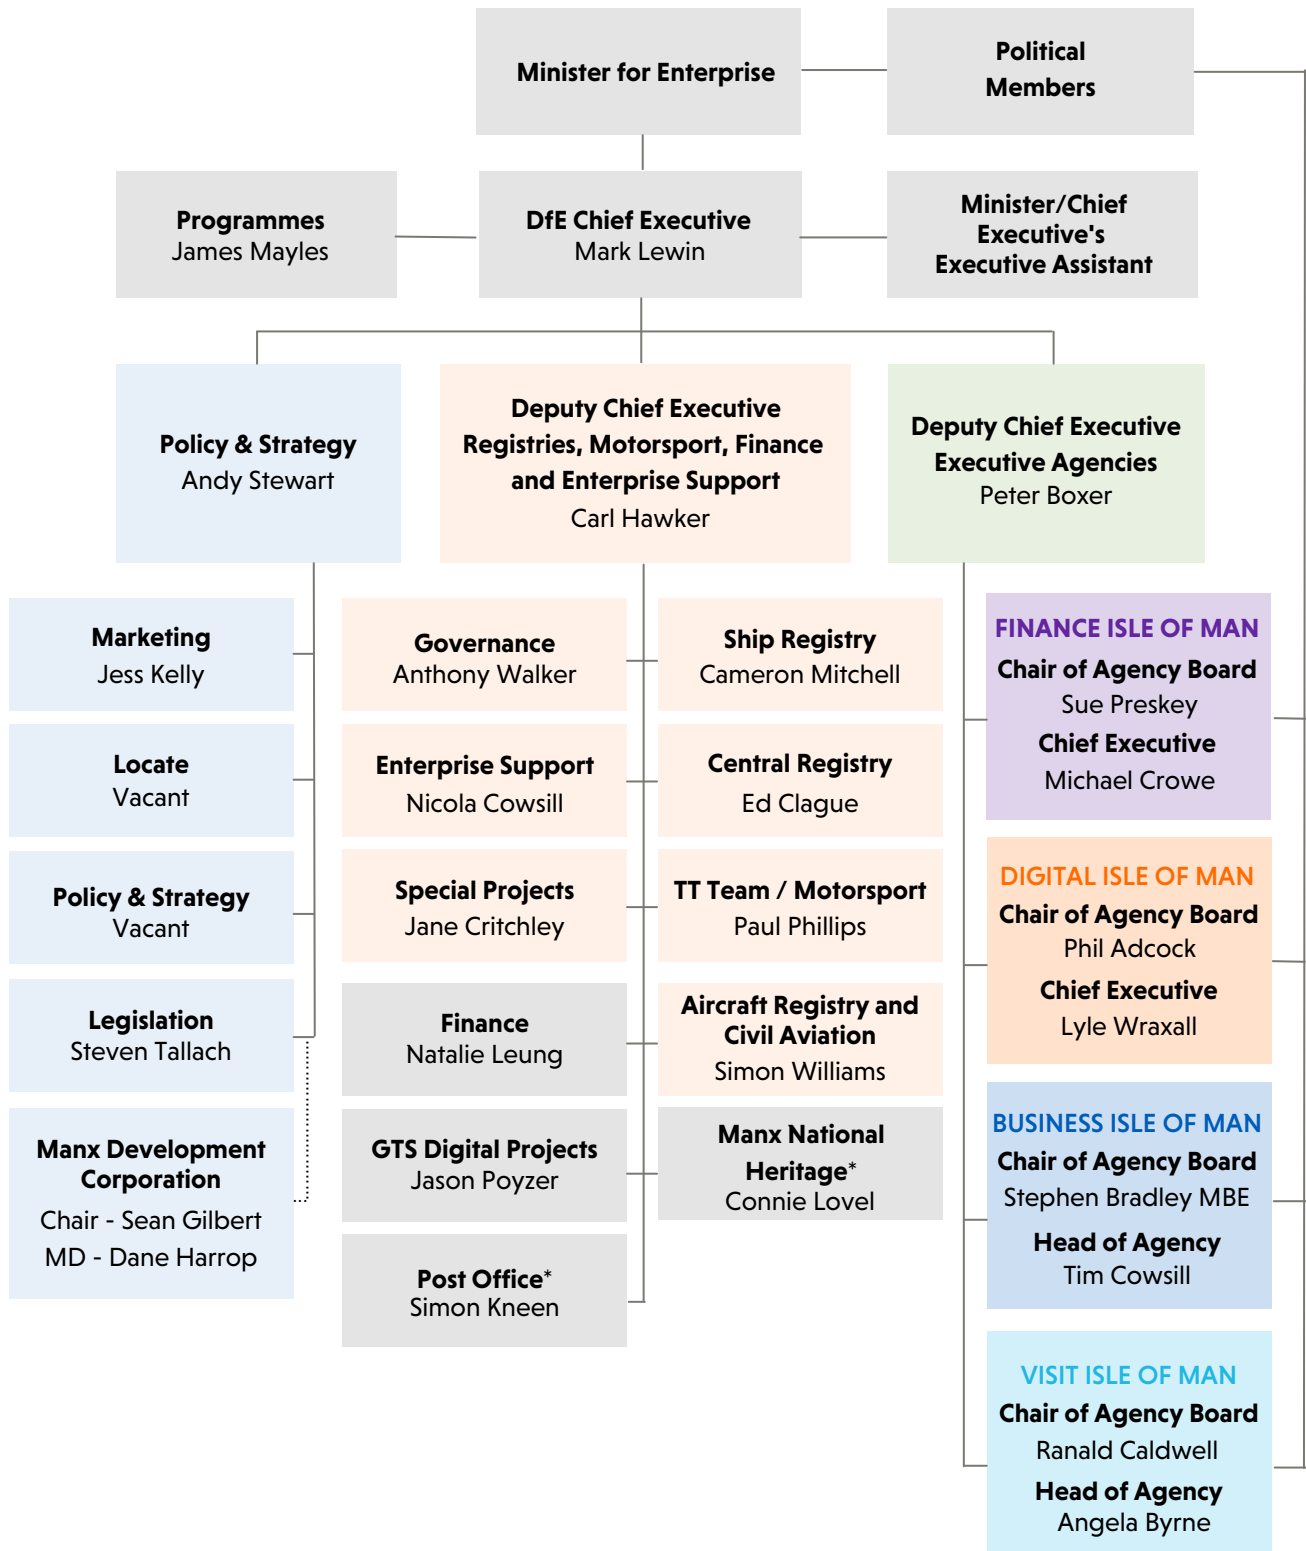 Minister for Enterprise
Political
Members
Programmes
James Mayles
DfE Chief Executive
Mark Lewin
Minister/Chief
Executive's
Executive Assistant
Policy & Strategy
Andy Stewart
Deputy Chief Executive
Registries, Motorsport, Finance
and Enterprise Support
Carl Hawker
Deputy Chief Executive
Executive Agencies
Peter Boxer
Marketing
Jess Kelly
Locate
Vacant
Policy & Strategy
Vacant
Legislation
Steven Tallach
Manx Development
Corporation
Chair - Sean Gilbert
MD - Dane Harrop
Governance
Anthony Walker
Enterprise Support
Nicola Cowsill
Special Projects
Jane Critchley
Finance
Natalie Leung
GTS Digital Projects
Jason Poyzer
Post Office*
Simon Kneen
Ship Registry
Cameron Mitchell
Central Registry
Ed Clague
TT Team / Motorsport
Paul Phillips
Aircraft Registry and
Civil Aviation
Simon Williams
Manx National
Heritage*
Connie Lovel
FINANCE ISLE OF MAN
Chair of Agency Board
Sue Preskey
Chief Executive
Michael Crowe
DIGITAL ISLE OF MAN
Chair of Agency Board
Phil Adcock
Chief Executive
Lyle Wraxall
BUSINESS ISLE OF MAN
Chair of Agency Board
Stephen Bradley MBE
Head of Agency
Tim Cowsill
VISIT ISLE OF MAN
Chair of Agency Board
Ranald Caldwell
Head of Agency
Angela Byrne